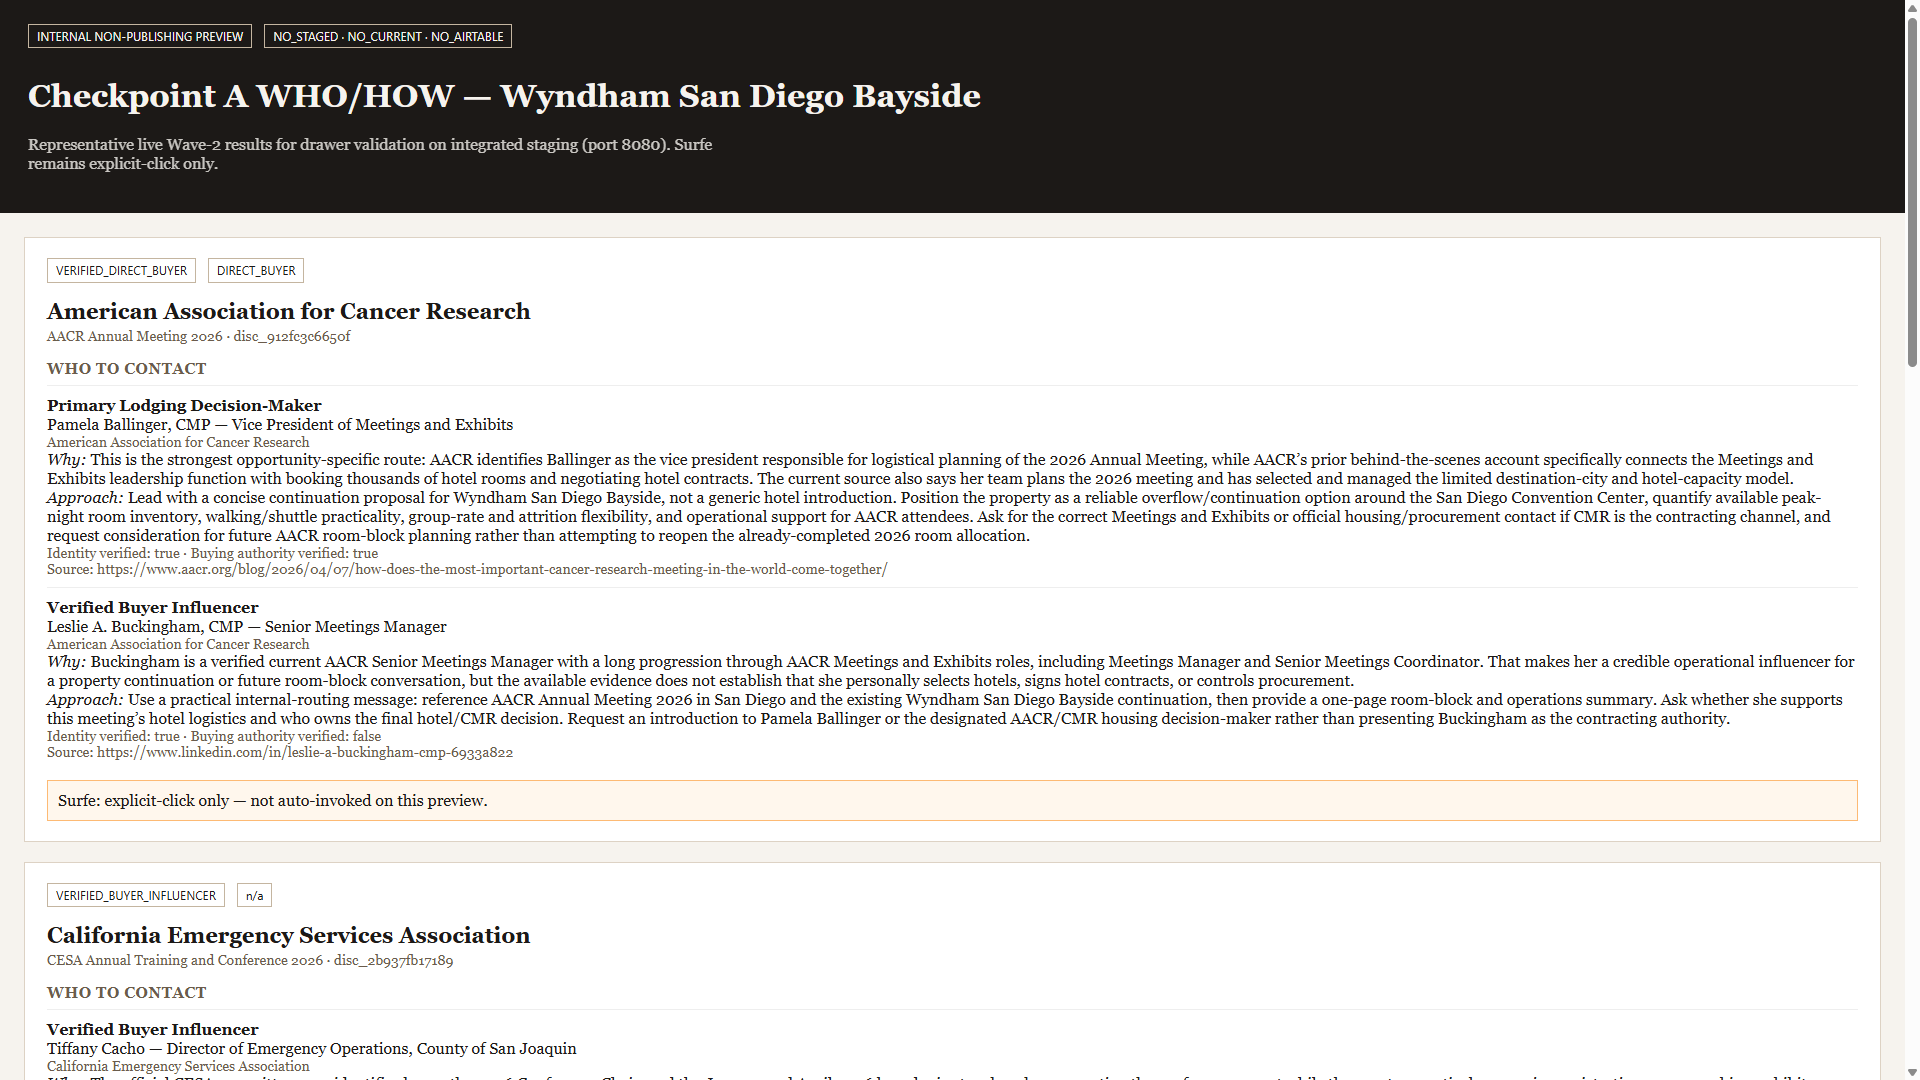 INTERNAL NON-PUBLISHING PREVIEW
NO_STAGED · NO_CURRENT · NO_AIRTABLE
Checkpoint A WHO/HOW — Wyndham San Diego Bayside
Representative live Wave-2 results for drawer validation on integrated staging (port 8080). Surfe
remains explicit-click only.
VERIFIED_DIRECT_BUYER
DIRECT_BUYER
American Association for Cancer Research
AACR Annual Meeting 2026 · disc_912fc3c6650f
WHO TO CONTACT
Primary Lodging Decision-Maker
Pamela Ballinger, CMP — Vice President of Meetings and Exhibits
American Association for Cancer Research
Why: This is the strongest opportunity-specific route: AACR identifies Ballinger as the vice president responsible for logistical planning of the 2026 Annual Meeting, while AACR’s prior behind-the-scenes account specifically connects the Meetings and
Exhibits leadership function with booking thousands of hotel rooms and negotiating hotel contracts. The current source also says her team plans the 2026 meeting and has selected and managed the limited destination-city and hotel-capacity model.
Approach: Lead with a concise continuation proposal for Wyndham San Diego Bayside, not a generic hotel introduction. Position the property as a reliable overflow/continuation option around the San Diego Convention Center, quantify available peak-
night room inventory, walking/shuttle practicality, group-rate and attrition flexibility, and operational support for AACR attendees. Ask for the correct Meetings and Exhibits or official housing/procurement contact if CMR is the contracting channel, and
request consideration for future AACR room-block planning rather than attempting to reopen the already-completed 2026 room allocation.
Identity verified: true · Buying authority verified: true
Source: https://www.aacr.org/blog/2026/04/07/how-does-the-most-important-cancer-research-meeting-in-the-world-come-together/
Verified Buyer Influencer
Leslie A. Buckingham, CMP — Senior Meetings Manager
American Association for Cancer Research
Why: Buckingham is a verified current AACR Senior Meetings Manager with a long progression through AACR Meetings and Exhibits roles, including Meetings Manager and Senior Meetings Coordinator. That makes her a credible operational influencer for
a property continuation or future room-block conversation, but the available evidence does not establish that she personally selects hotels, signs hotel contracts, or controls procurement.
Approach: Use a practical internal-routing message: reference AACR Annual Meeting 2026 in San Diego and the existing Wyndham San Diego Bayside continuation, then provide a one-page room-block and operations summary. Ask whether she supports
this meeting’s hotel logistics and who owns the final hotel/CMR decision. Request an introduction to Pamela Ballinger or the designated AACR/CMR housing decision-maker rather than presenting Buckingham as the contracting authority.
Identity verified: true · Buying authority verified: false
Source: https://www.linkedin.com/in/leslie-a-buckingham-cmp-6933a822
Surfe: explicit-click only — not auto-invoked on this preview.
VERIFIED_BUYER_INFLUENCER
n/a
California Emergency Services Association
CESA Annual Training and Conference 2026 · disc_2b937fb17189
WHO TO CONTACT
Verified Buyer Influencer
Tiffany Cacho — Director of Emergency Operations, County of San Joaquin
California Emergency Services Association